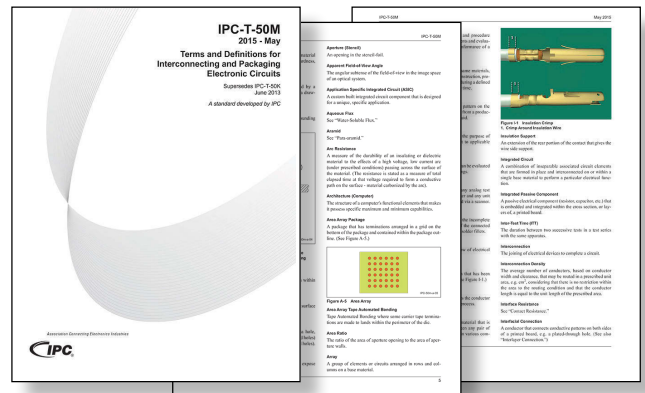 IPC-T-50M
2015 - May
Terms and Definitions for
Interconnecting and Packaging
Electronic Circuits
Supersedes IPC-T-50K
June 2013
A standard developed by IPC
Association Connecting Electronics Industries
IPC
IPC-T-50M
Aperture (Stencil)
An opening in the stencil-foil.
Apparent Field-of-View Angle
The angular subtense of the field-of-view in the image space
of an optical system.
Application Specific Integrated Circuit (ASIC)
A custom built integrated circuit component that is designed
for a unique, specific application.
Aqueous Flux
See "Water-Soluble Flux."
Aramid
See "Para-aramid."
Arc Resistance
A measure of the durability of an insulating or dielectric
material to the effects of a high voltage, low current arc
(under prescribed conditions) passing across the surface of
the material. (The resistance is stated as a measure of total
elapsed time at that voltage required to form a conductive
path on the surface - material carbonized by the arc).
Architecture (Computer)
The structure of a computer's functional elements that makes
it possess specific maximum and minimum capabilities.
Area Array Package
A package that has terminations arranged in a grid on the
bottom of the package and contained within the package out-
line. (See Figure A-5.)
Figure A-5 Area Array
Area Array Tape Automated Bonding
Tape Automated Bonding where some carrier tape termina-
tions are made to lands within the perimeter of the die.
Area Ratio
The ratio of the area of aperture opening to the area of aper-
ture walls.
Array
A group of elements or circuits arranged in rows and col-
umns on a base material.
5
IPC-T-50M
May 2015
Figure I-1 Insulation Crimp
1. Crimp Around Insulation Wire
Insulation Support
An extension of the rear portion of the contact that gives the
wire side support.
Integrated Circuit
A combination of inseparable associated circuit elements
that are formed in place and interconnected on or within a
single base material to perform a particular electrical func-
tion.
Integrated Passive Component
A passive electrical component (resistor, capacitor, etc.) that
is embedded and integrated within the cross section, or lay-
ers of, a printed board.
Inter-Test Time (ITT)
The duration between two successive tests in a test series
with the same apparatus.
Interconnection
The joining of electrical devices to complete a circuit.
Interconnection Density
The average number of conductors, based on conductor
width and clearance, that may be routed in a prescribed unit
area, e.g. cm², considering that there is no restriction within
the area to the routing condition and that the conductor
length is equal to the unit length of the prescribed area.
Interface Resistance
See "Contact Resistance."
Interfacial Connection
A conductor that connects conductive patterns on both sides
of a printed board, e.g. a plated-through hole. (See also
"Interlayer Connection.")